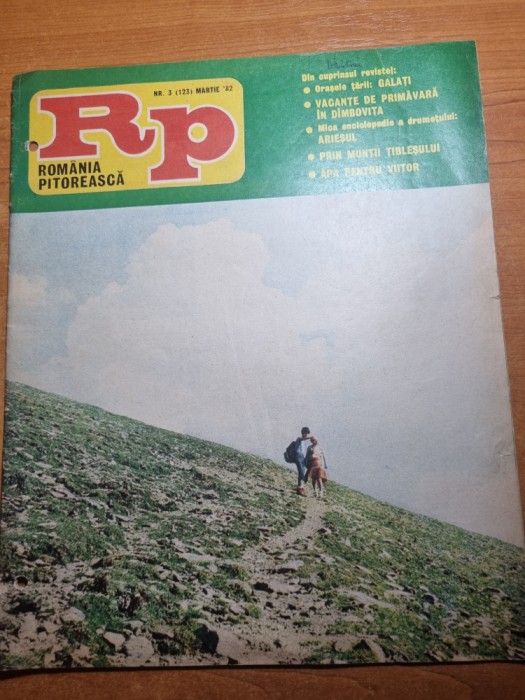 NR. 3 (123) MARTIE '82
Rp
ROMÂNIA
PITOREASCĂ
Din cuprinsul revistei:
● Orașele țării: GALAȚI
● VACANȚE DE PRIMĂVARĂ
ÎN DÎMBOVIȚA
● Mica enciclopedie a drumețului:
ARIEȘUL
● PRIN MUNȚII ȚIBLEȘULUI
● APA PENTRU VIITOR